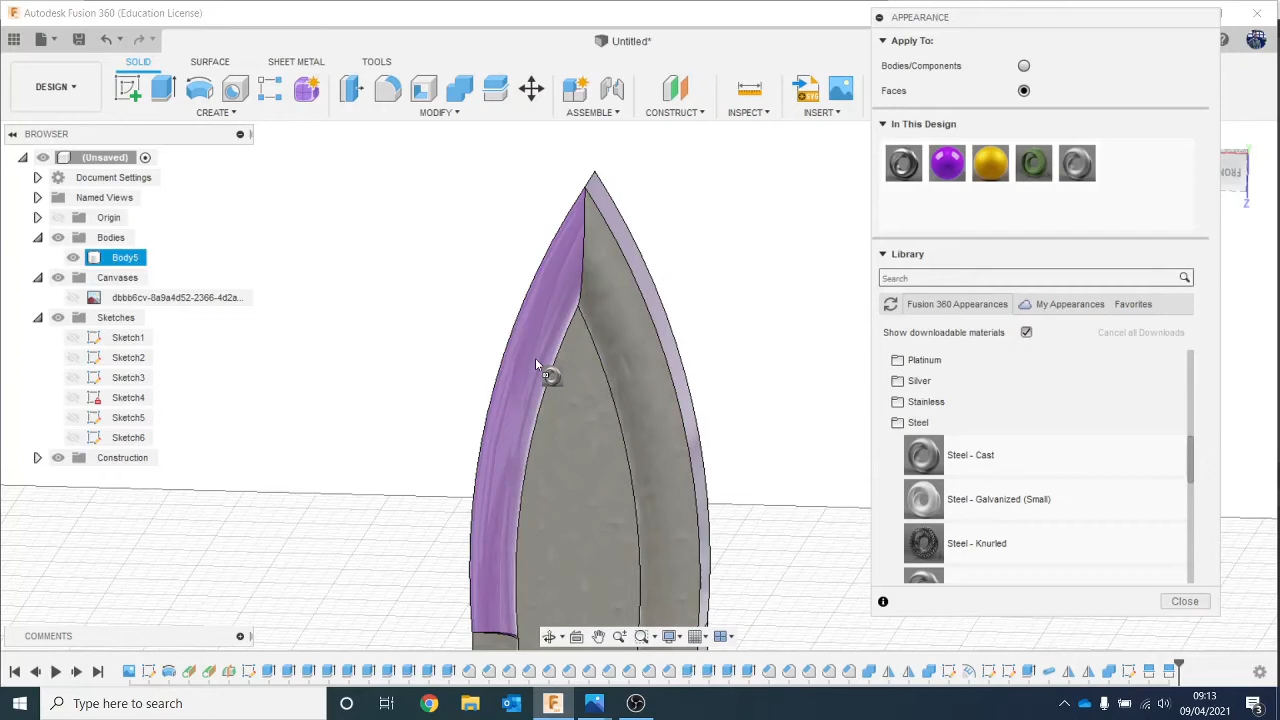 Autodesk Fusion 360 (Education License)
Untitled*
DESIGN
SOLID
SURFACE
SHEET METAL
TOOLS
CREATE
MODIFY
ASSEMBLE
CONSTRUCT
INSPECT
INSERT
BROWSER
(Unsaved)
Document Settings
Named Views
Origin
Bodies
Body5
Canvases
dbbb6cv-8a9a4d52-2366-4d2a...
Sketches
Sketch1
Sketch2
Sketch3
Sketch4
Sketch5
Sketch6
Construction
APPEARANCE
Apply To:
Bodies/Components
Faces
In This Design
Library
Search
Fusion 360 Appearances
My Appearances
Favorites
Show downloadable materials
Cancel all Downloads
Platinum
Silver
Stainless
Steel
Steel - Cast
Steel - Galvanized (Small)
Steel - Knurled
Close
FRONT
Z
COMMENTS
Type here to search
09:13
09/04/2021
3